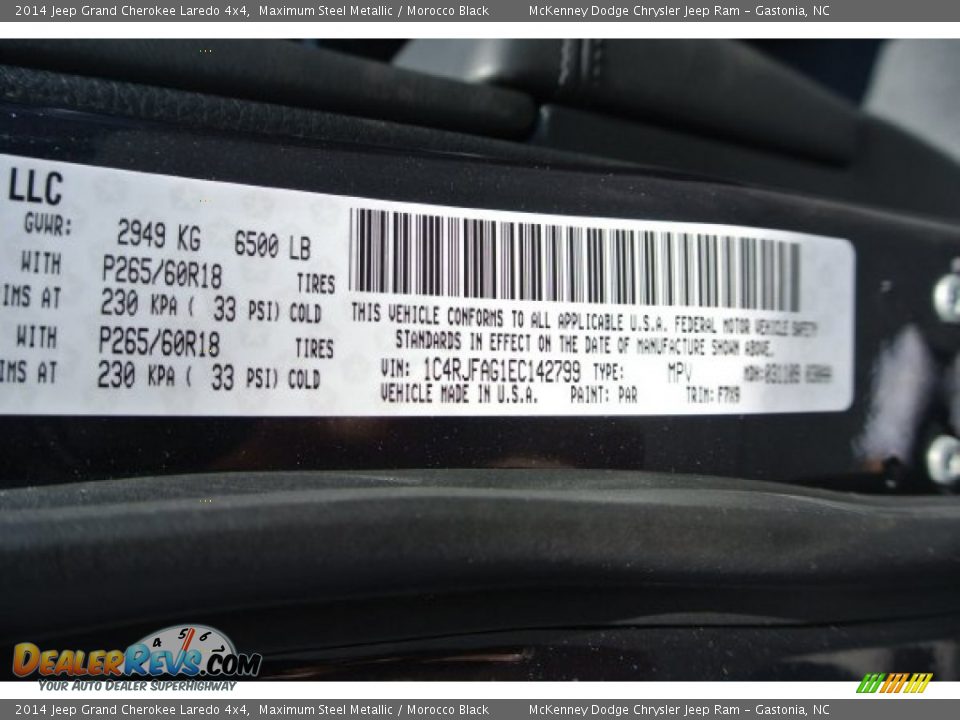 2014 Jeep Grand Cherokee Laredo 4x4, Maximum Steel Metallic / Morocco Black McKenney Dodge Chrysler Jeep Ram - Gastonia, NC
LLC
GVWR: 2949 KG 6500 LB
WITH P265/60R18 TIRES
IMS AT 230 KPA ( 33 PSI) COLD
WITH P265/60R18 TIRES
IMS AT 230 KPA ( 33 PSI) COLD
THIS VEHICLE CONFORMS TO ALL APPLICABLE U.S.A. FEDERAL MOTOR VEHICLE SAFETY
STANDARDS IN EFFECT ON THE DATE OF MANUFACTURE SHOWN ABOVE.
VIN: 1C4RJFAG1EC142799 TYPE: MPV MDH:
VEHICLE MADE IN U.S.A. PAINT: PAR TRIM:
4 5 6
DEALERREVS.COM
YOUR AUTO DEALER SUPERHIGHWAY
2014 Jeep Grand Cherokee Laredo 4x4, Maximum Steel Metallic / Morocco Black McKenney Dodge Chrysler Jeep Ram - Gastonia, NC